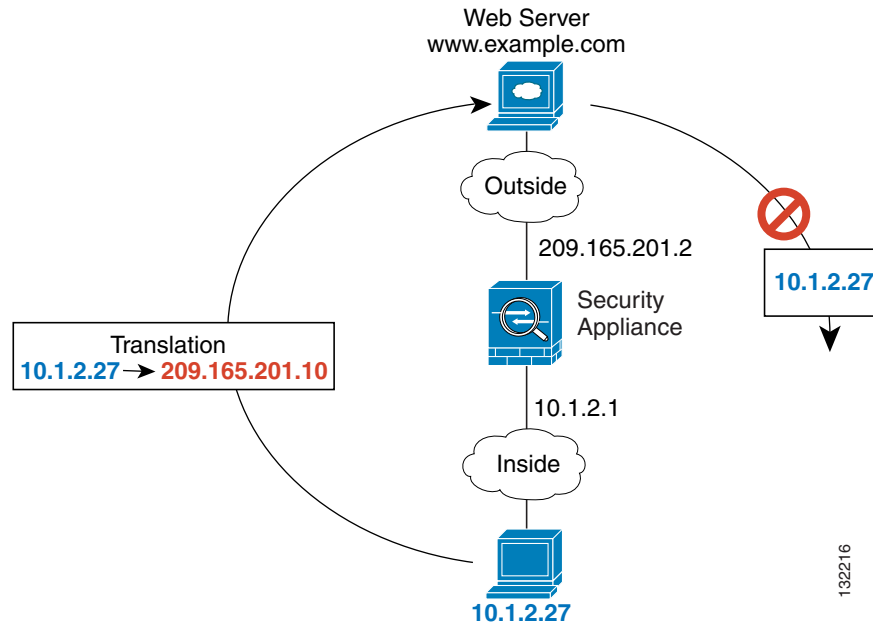 Web Server
www.example.com
Outside
209.165.201.2
10.1.2.27
Security
Appliance
Translation
10.1.2.27 209.165.201.10
10.1.2.1
Inside
10.1.2.27
132216